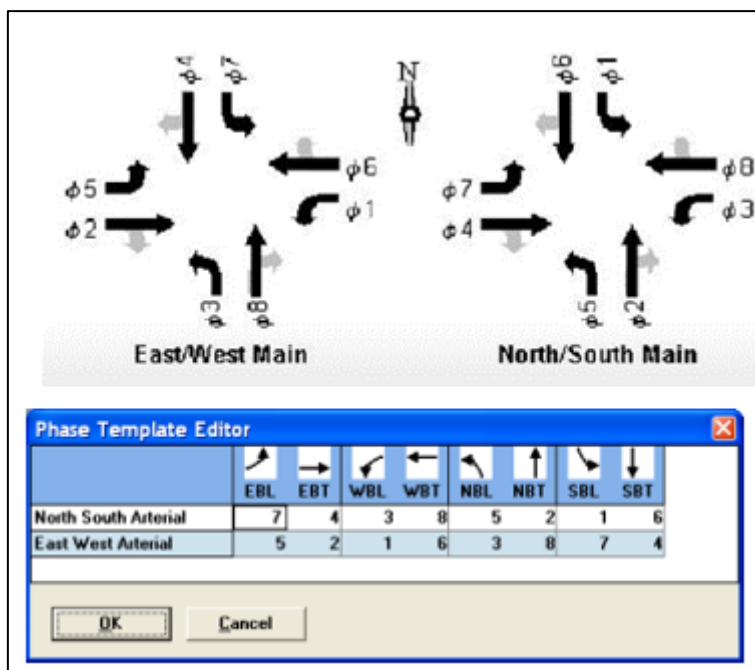 ϕ4 ϕ7 N ϕ6 ϕ1
ϕ5 ϕ6 ϕ7 ϕ8
ϕ2 ϕ1 ϕ4 ϕ3
ϕ3 ϕ8 ϕ5 ϕ2
East/West Main North/South Main
Phase Template Editor
EBL EBT WBL WBT NBL NBT SBL SBT
North South Arterial 7 4 3 8 5 2 1 6
East West Arterial 5 2 1 6 3 8 7 4
OK Cancel